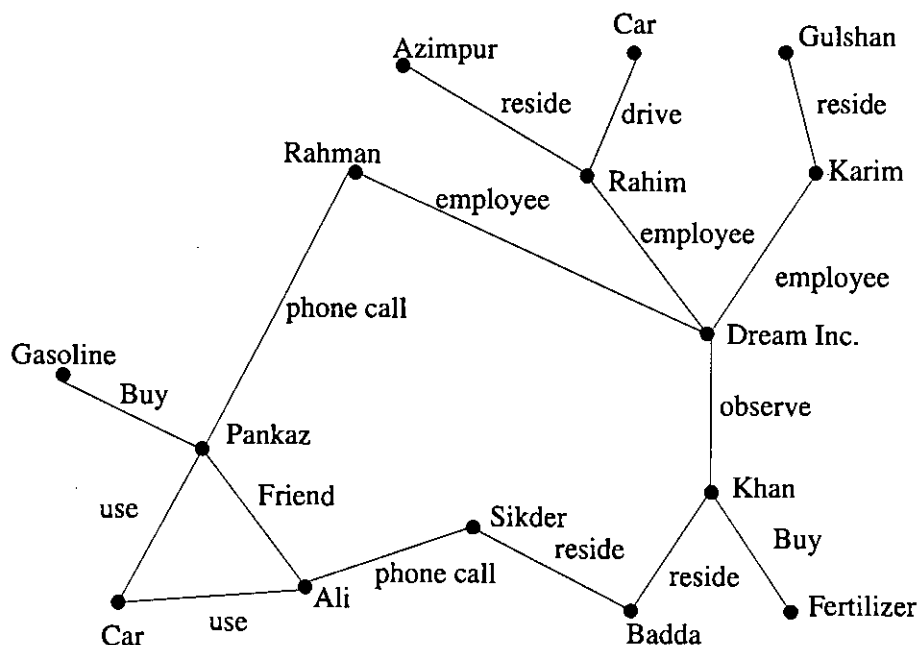 Car
Gulshan
Azimpur
reside
drive
reside
Rahman
Rahim
Karim
employee
employee
employee
phone call
Dream Inc.
Gasoline
Buy
observe
Pankaz
Friend
use
Khan
Sikder
Buy
reside
phone call
reside
Ali
Fertilizer
use
Car
Badda